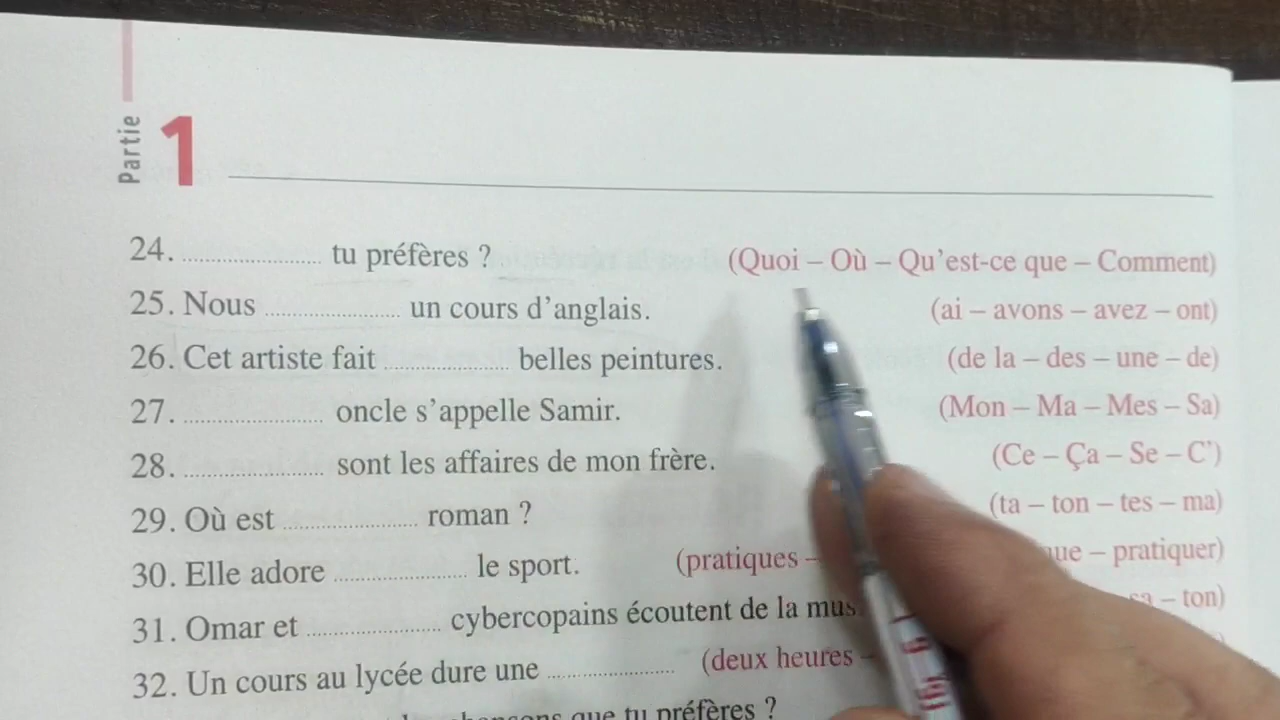 Partie 1
24. .................... tu préfères ? (Quoi – Où – Qu'est-ce que – Comment)
25. Nous .................... un cours d'anglais. (ai – avons – avez – ont)
26. Cet artiste fait .................... belles peintures. (de la – des – une – de)
27. .................... oncle s'appelle Samir. (Mon – Ma – Mes – Sa)
28. .................... sont les affaires de mon frère. (Ce – Ça – Se – C')
29. Où est .................... roman ? (ta – ton – tes – ma)
30. Elle adore .................... le sport. (pratiques – – pratiquer)
31. Omar et .................... cybercopains écoutent de la – ton)
32. Un cours au lycée dure une .................... (deux heures –
que tu préfères ?